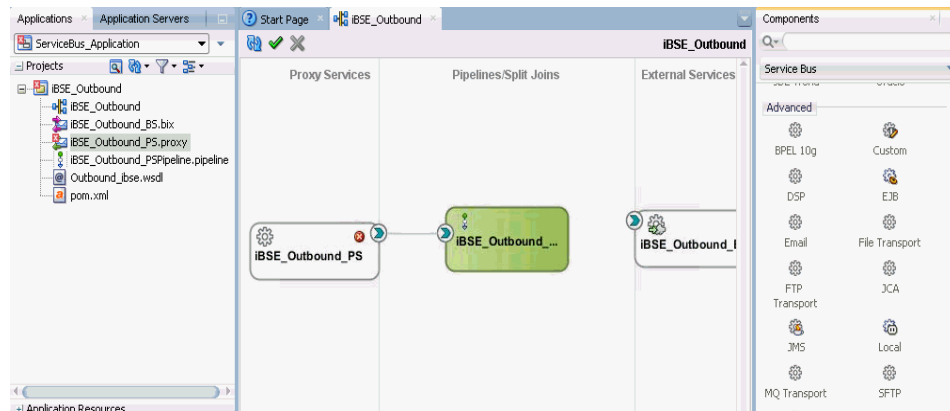 Applications
Application Servers
Start Page
iBSE_Outbound
Components
ServiceBus_Application
iBSE_Outbound
Projects
Proxy Services
Pipelines/Split Joins
External Services
Service Bus
iBSE_Outbound
iBSE_Outbound
iBSE_Outbound_BS.bix
iBSE_Outbound_PS.proxy
iBSE_Outbound_PSPipeline.pipeline
Outbound_ibse.wsdl
pom.xml
iBSE_Outbound_PS
iBSE_Outbound_...
iBSE_Outbound_
Advanced
BPEL 10g
Custom
DSP
EJB
Email
File Transport
FTP
Transport
JCA
JMS
Local
MQ Transport
SFTP
Application Resources